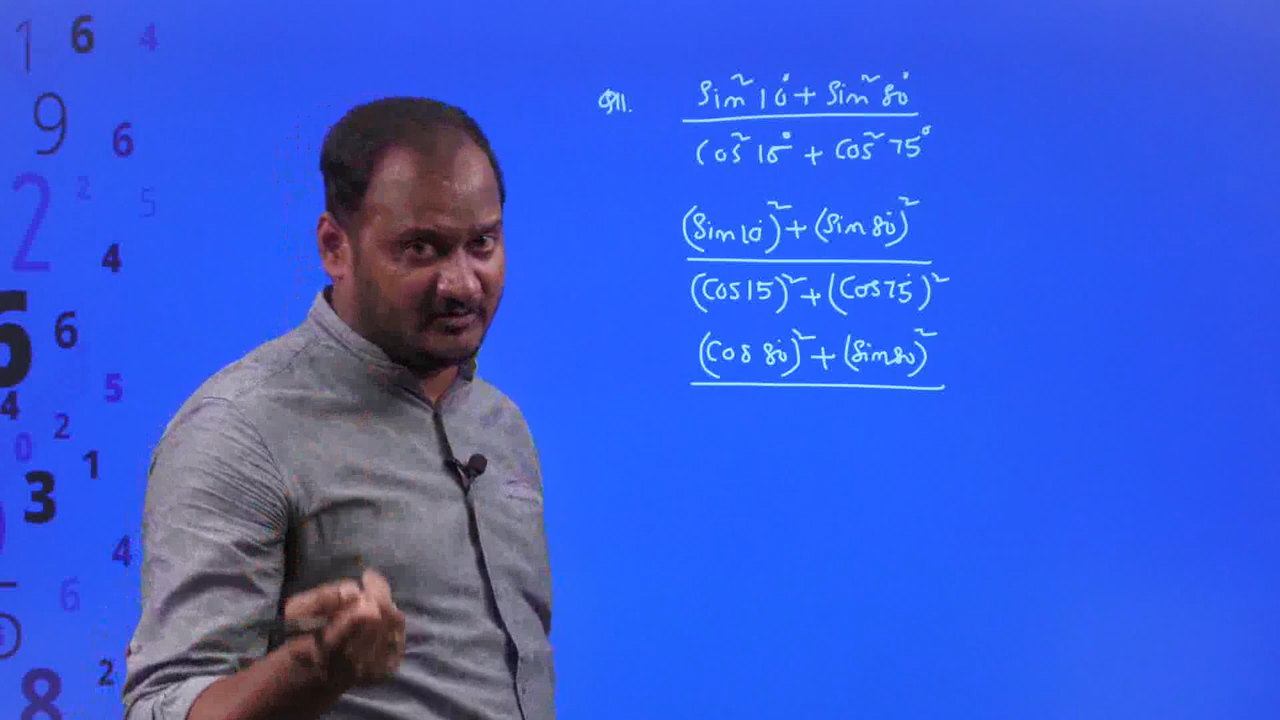 Q11. Sin²10° + Sin²80°
Cos²15° + Cos²75°
(Sin10°)² + (Sin80°)²
(Cos15)² + (Cos75°)²
(Cos80°)² + (Sin80)²
1 6 4
9 6
2 2 5
4
6 6
5
4 2
0 1
3
4
6
2
8